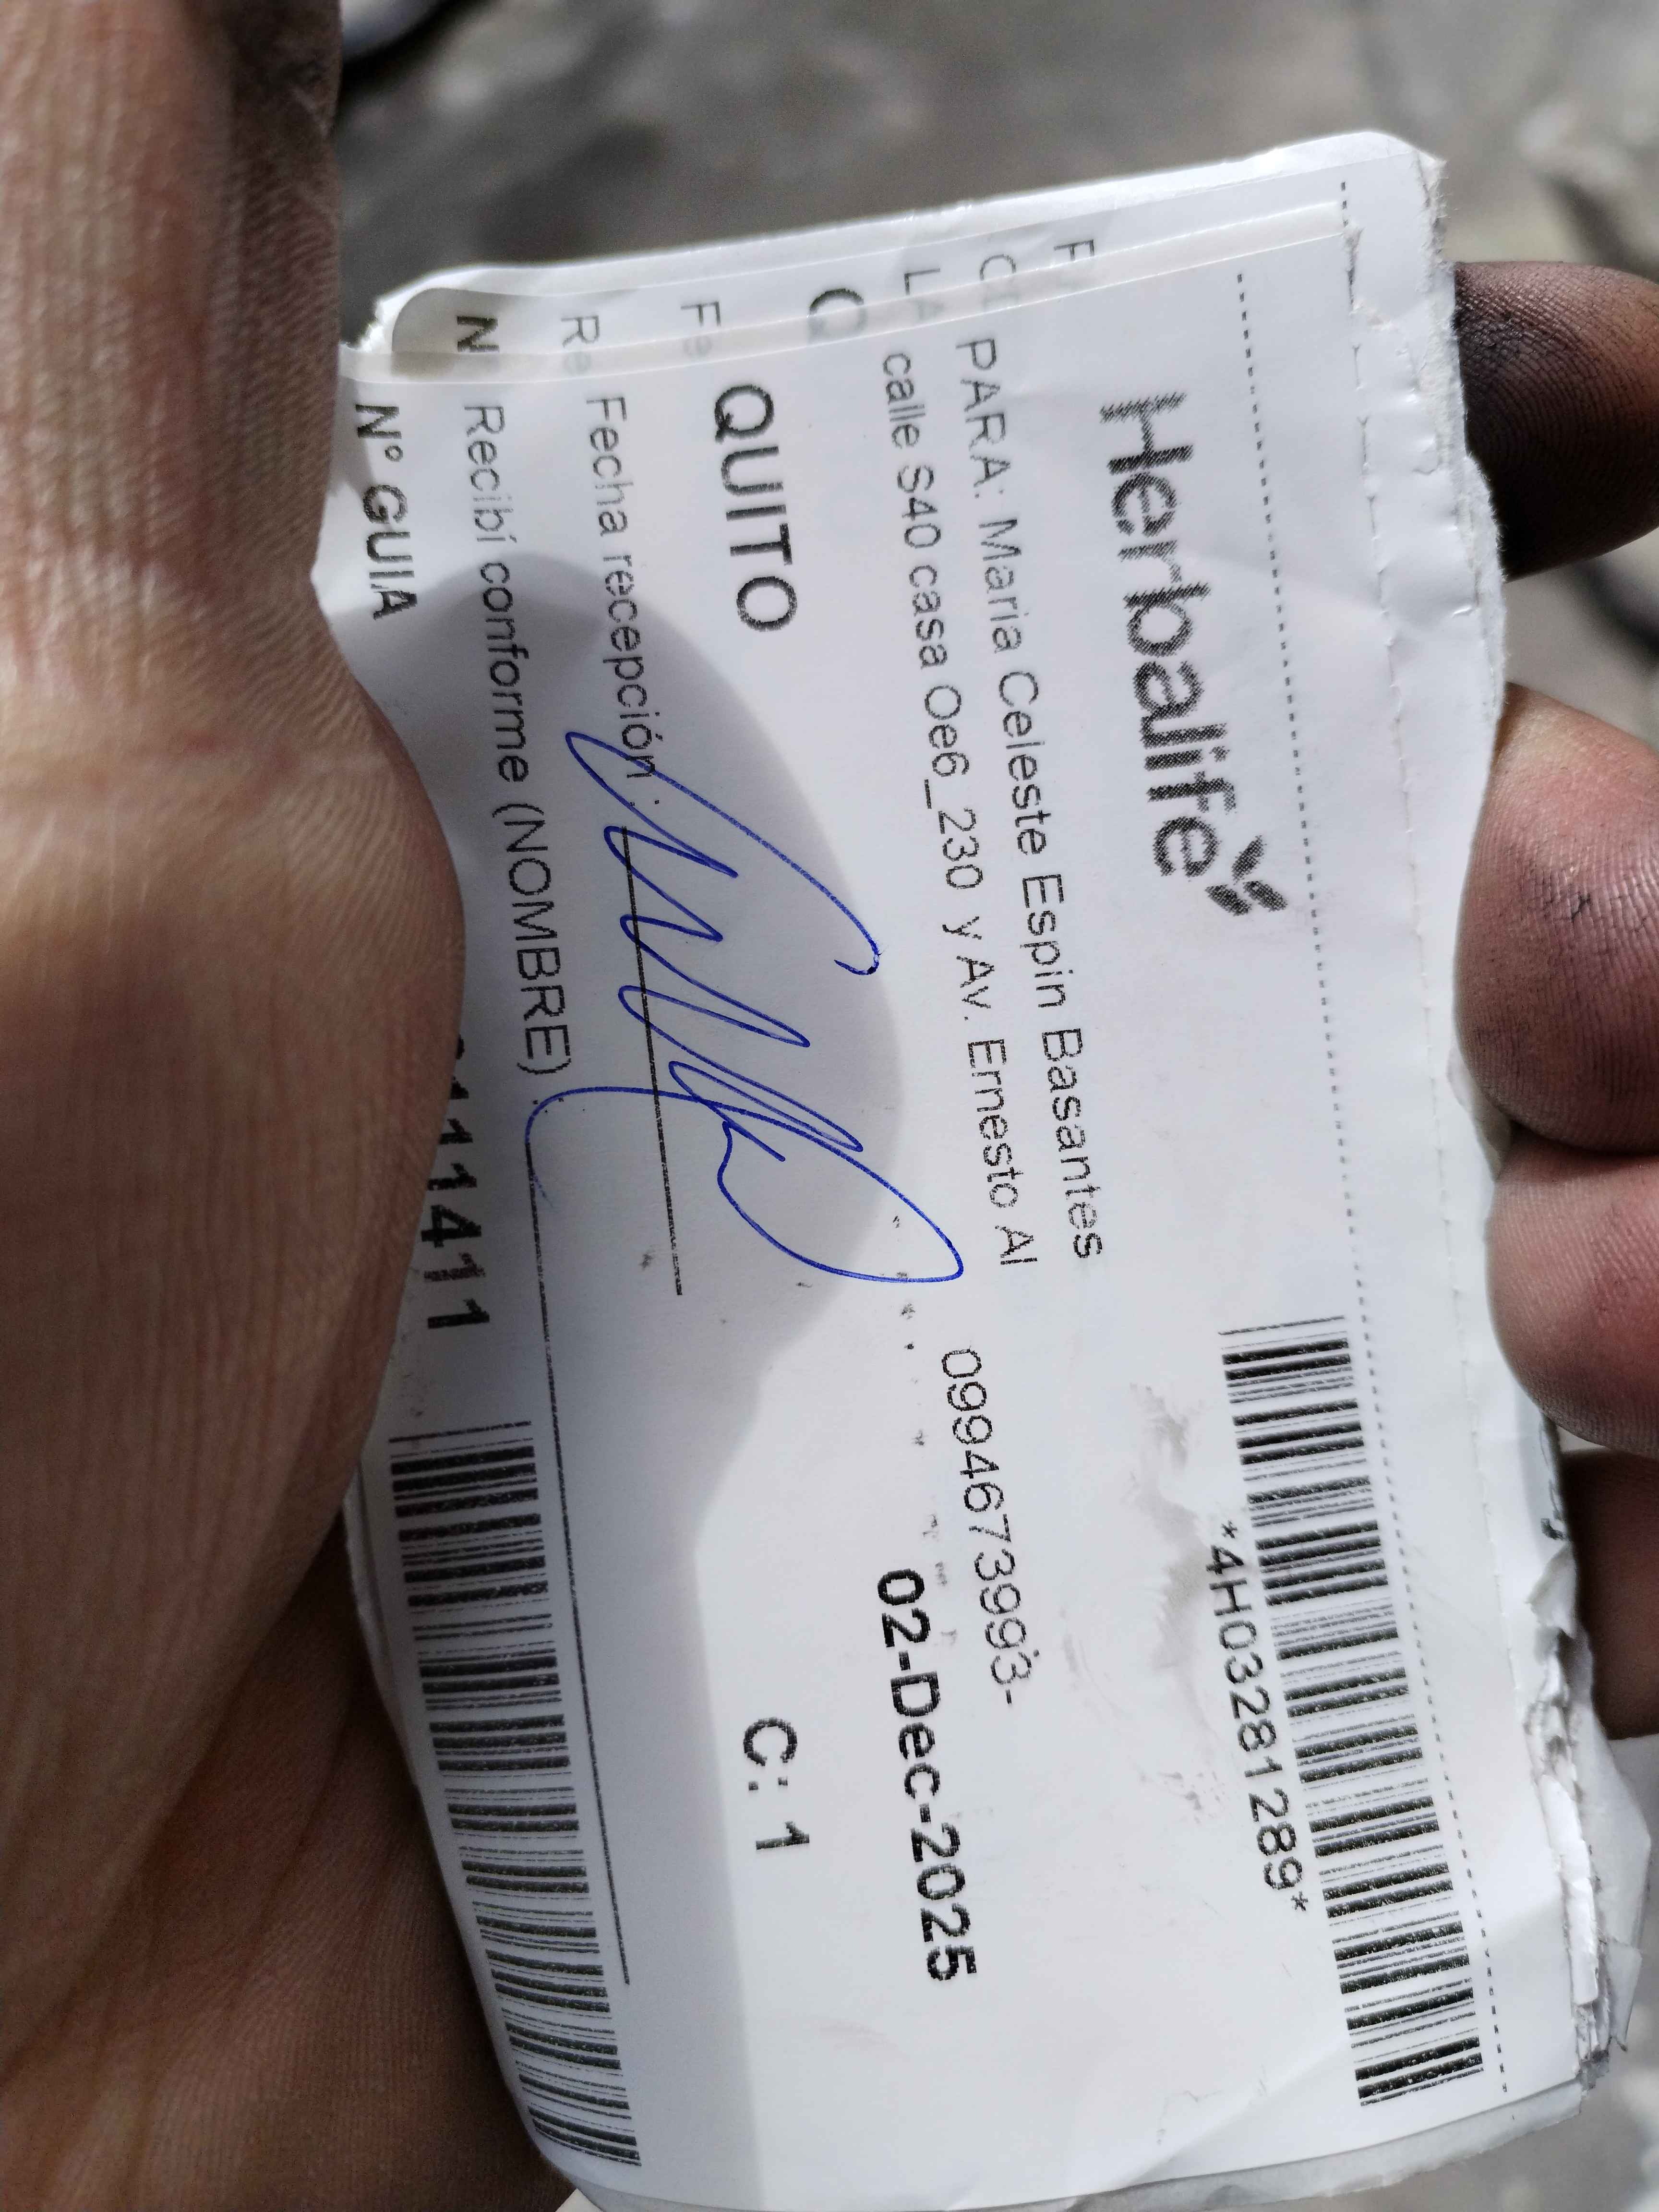 Herbalife
*4H03281289*
PARA: Maria Celeste Espin Basantes
calle S40 casa Oe6_230 y Av. Ernesto Al
0994673993-
02-Dec-2025
QUITO
C: 1
Fecha recepción:
Recibí conforme (NOMBRE)
N° GUIA